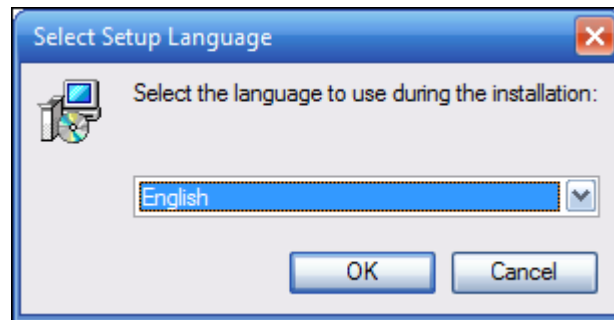 Select Setup Language
Select the language to use during the installation:
English
OK
Cancel